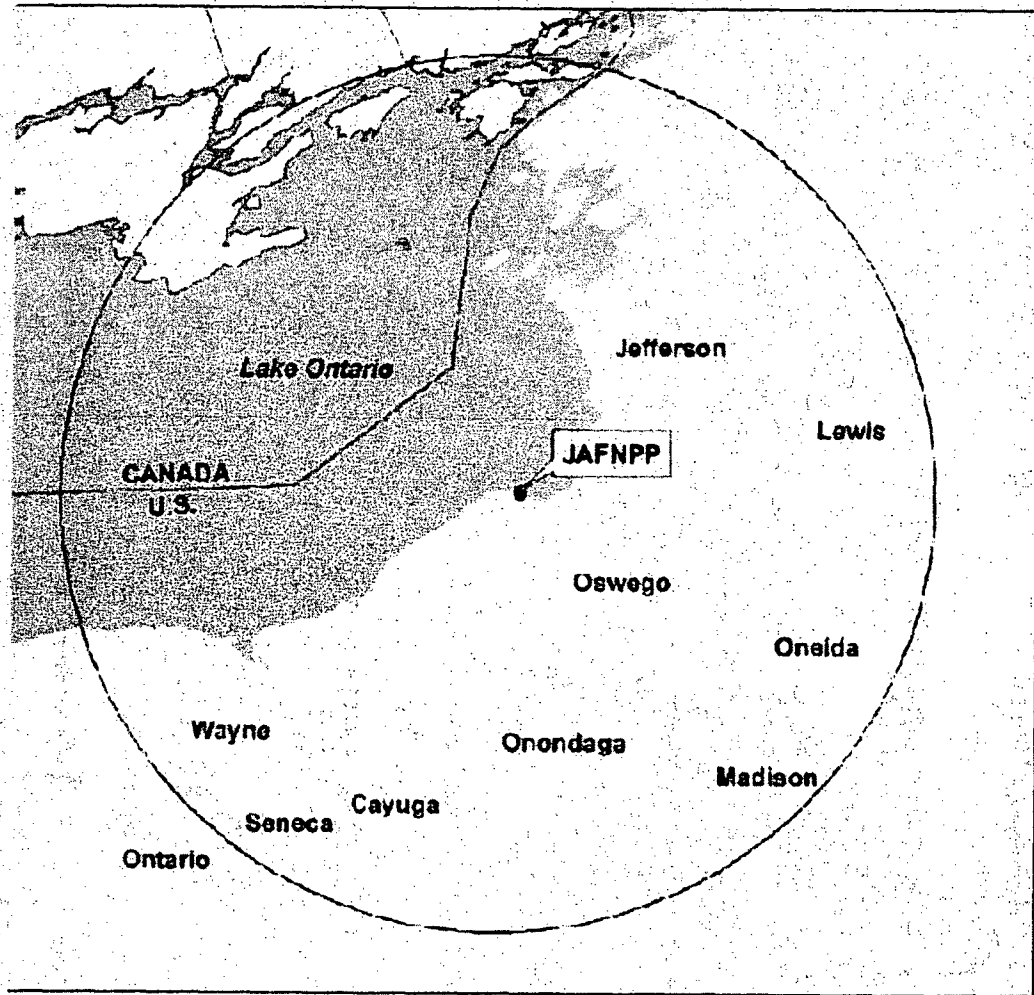 Jefferson
Lake Ontario
Lewis
JAFNPP
CANADA
U.S.
Oswego
Oneida
Wayne
Onondaga
Madison
Cayuga
Seneca
Ontario